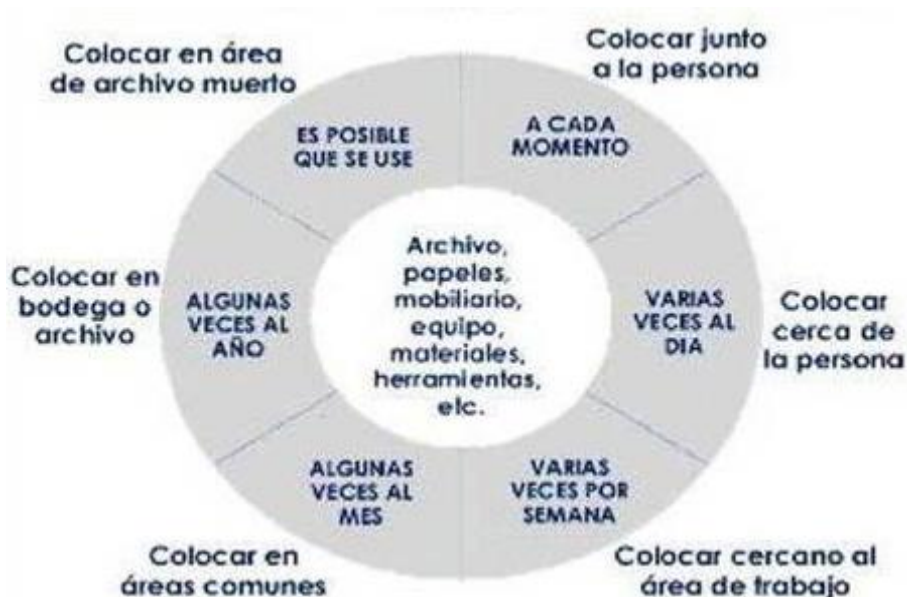 Colocar en área
de archivo muerto
Colocar junto
a la persona
ES POSIBLE
QUE SE USE
A CADA
MOMENTO
Archivo,
papeles,
mobiliario,
equipo,
materiales,
herramientas,
etc.
Colocar en
bodega o
archivo
ALGUNAS
VECES AL
AÑO
VARIAS
VECES AL
DIA
Colocar
cerca de
la persona
ALGUNAS
VECES AL
MES
VARIAS
VECES POR
SEMANA
Colocar en
áreas comunes
Colocar cercano al
área de trabajo